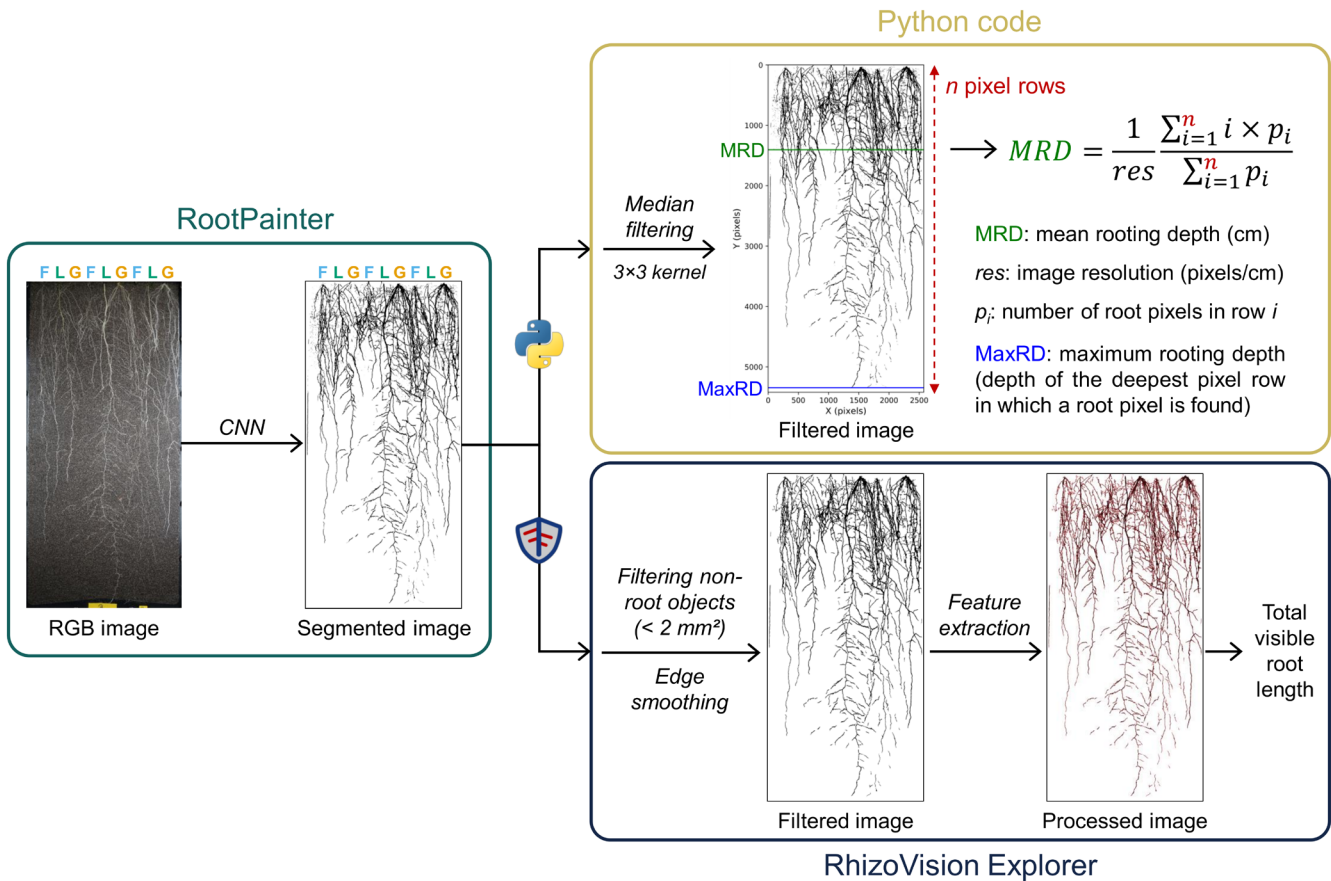 Python code
0
1000
2000
3000
4000
5000
Y (pixels)
0
500
1000
1500
2000
2500
X (pixels)
MRD
MaxRD
n pixel rows
Filtered image
Median
filtering
3×3 kernel
MRD = 1/res ∑ⁿᵢ₌₁ i × pᵢ / ∑ⁿᵢ₌₁ pᵢ
MRD: mean rooting depth (cm)
res: image resolution (pixels/cm)
pᵢ: number of root pixels in row i
MaxRD: maximum rooting depth
(depth of the deepest pixel row
in which a root pixel is found)
RootPainter
F L G F L G F L G
RGB image
CNN
F L G F L G F L G
Segmented image
Filtering non-
root objects
(< 2 mm²)
Edge
smoothing
Filtered image
Feature
extraction
Processed image
Total
visible
root
length
RhizoVision Explorer